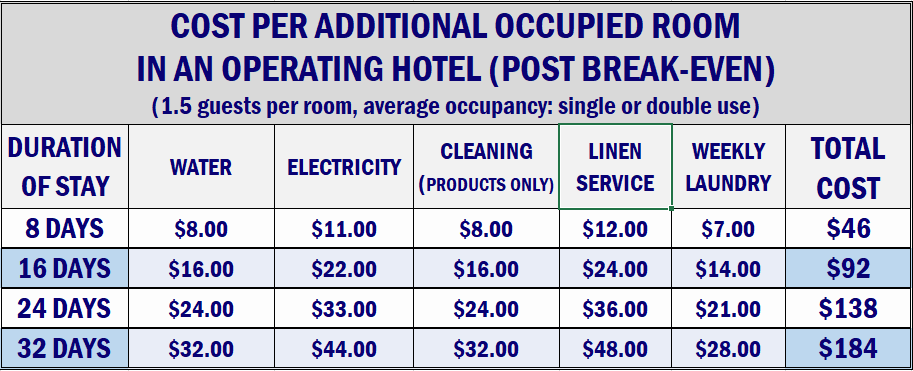 COST PER ADDITIONAL OCCUPIED ROOM
IN AN OPERATING HOTEL (POST BREAK-EVEN)
(1.5 guests per room, average occupancy: single or double use)
DURATION OF STAY WATER ELECTRICITY CLEANING (PRODUCTS ONLY) LINEN SERVICE WEEKLY LAUNDRY TOTAL COST
8 DAYS $8.00 $11.00 $8.00 $12.00 $7.00 $46
16 DAYS $16.00 $22.00 $16.00 $24.00 $14.00 $92
24 DAYS $24.00 $33.00 $24.00 $36.00 $21.00 $138
32 DAYS $32.00 $44.00 $32.00 $48.00 $28.00 $184